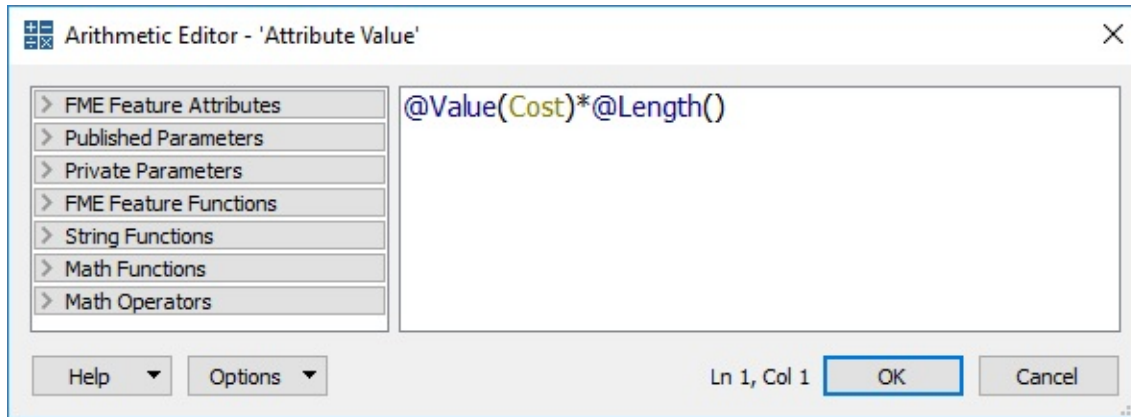 Arithmetic Editor - 'Attribute Value'
FME Feature Attributes
Published Parameters
Private Parameters
FME Feature Functions
String Functions
Math Functions
Math Operators
@Value(Cost)*@Length()
Help
Options
Ln 1, Col 1
OK
Cancel